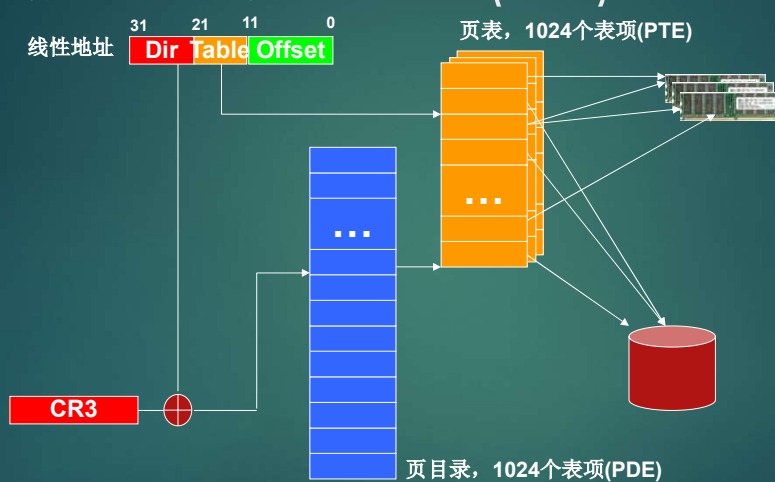 31 21 11 0
页表，1024个表项(PTE)
线性地址 Dir Table Offset
...
...
CR3
页目录，1024个表项(PDE)